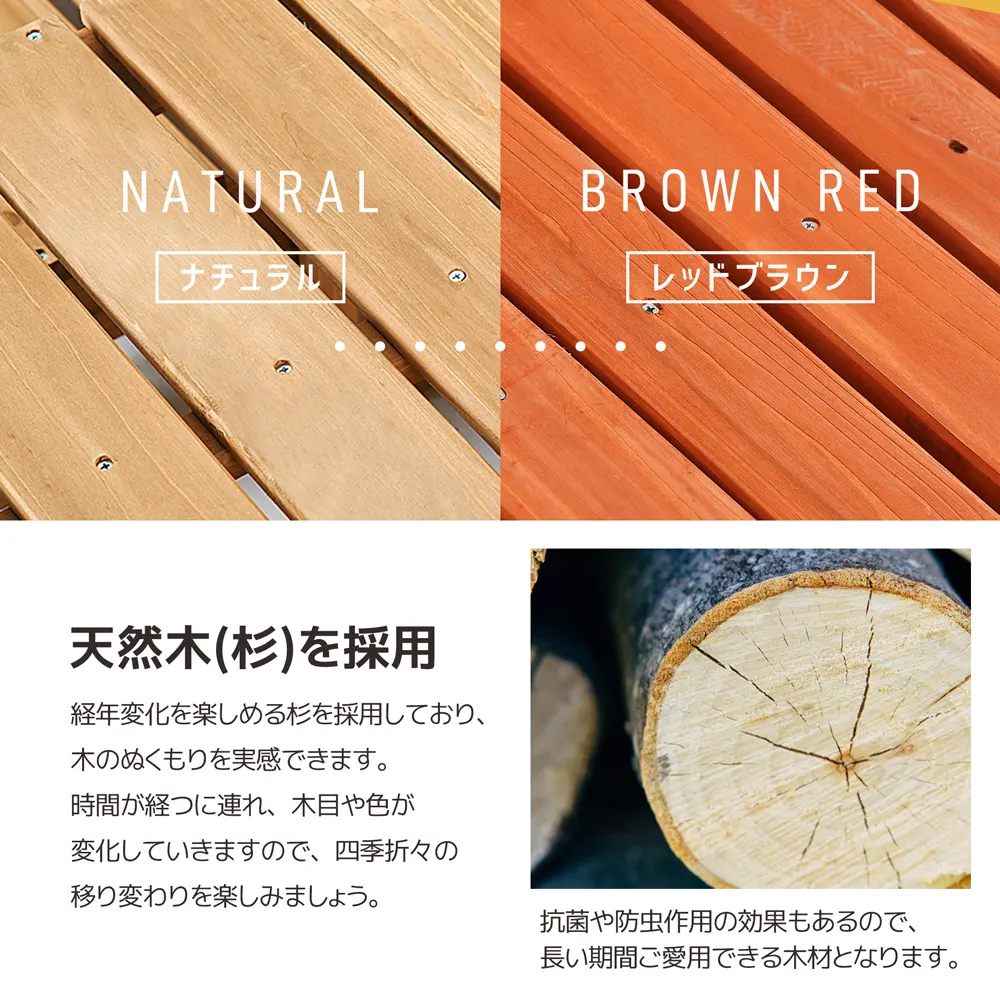 NATURAL
ナチュラル
BROWN RED
レッドブラウン
天然木(杉)を採用
経年変化を楽しめる杉を採用しており、
木のぬくもりを実感できます。
時間が経つに連れ、木目や色が
変化していきますので、四季折々の
移り変わりを楽しみましょう。
抗菌や防虫作用の効果もあるので、
長い期間ご愛用できる木材となります。